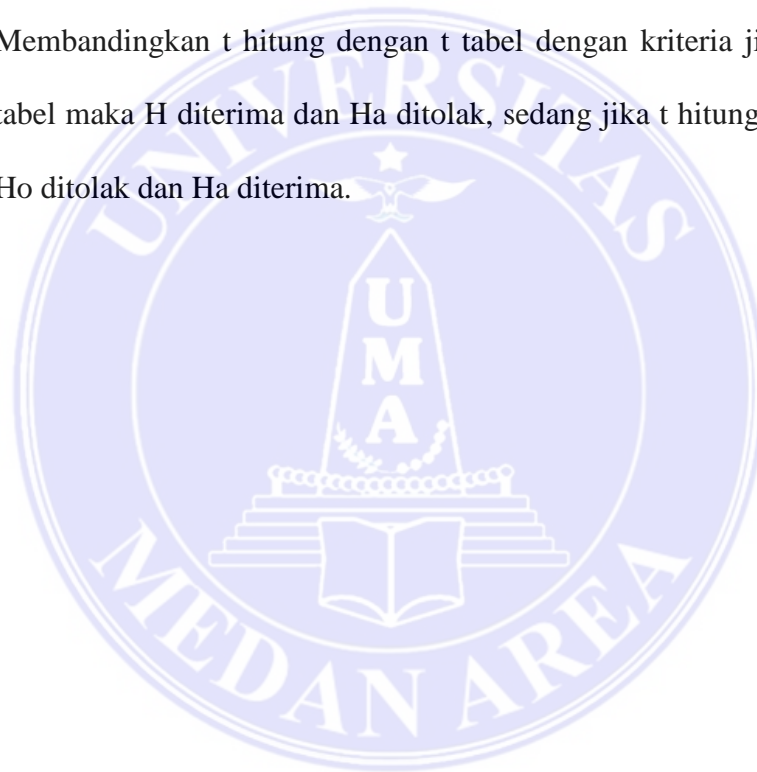 Membandingkan t hitung dengan t tabel dengan kriteria ji
tabel maka H diterima dan Ha ditolak, sedang jika t hitung
Ho ditolak dan Ha diterima.
UNIVERSITAS
U
M
A
MEDAN AREA